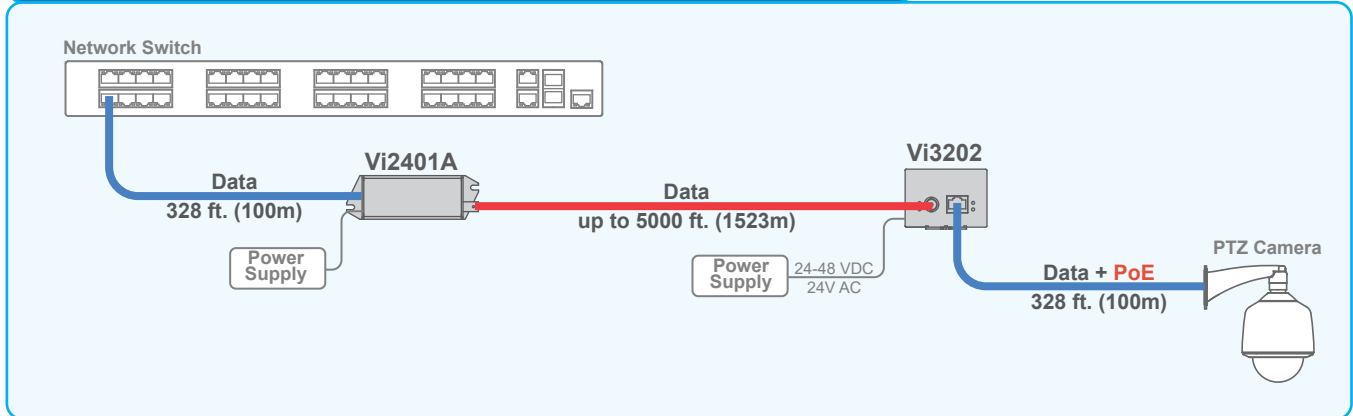 Network Switch
Vi2401A
Vi3202
Data
328 ft. (100m)
Data
up to 5000 ft. (1523m)
Power
Supply
Power
Supply
24-48 VDC
24V AC
Data + PoE
328 ft. (100m)
PTZ Camera